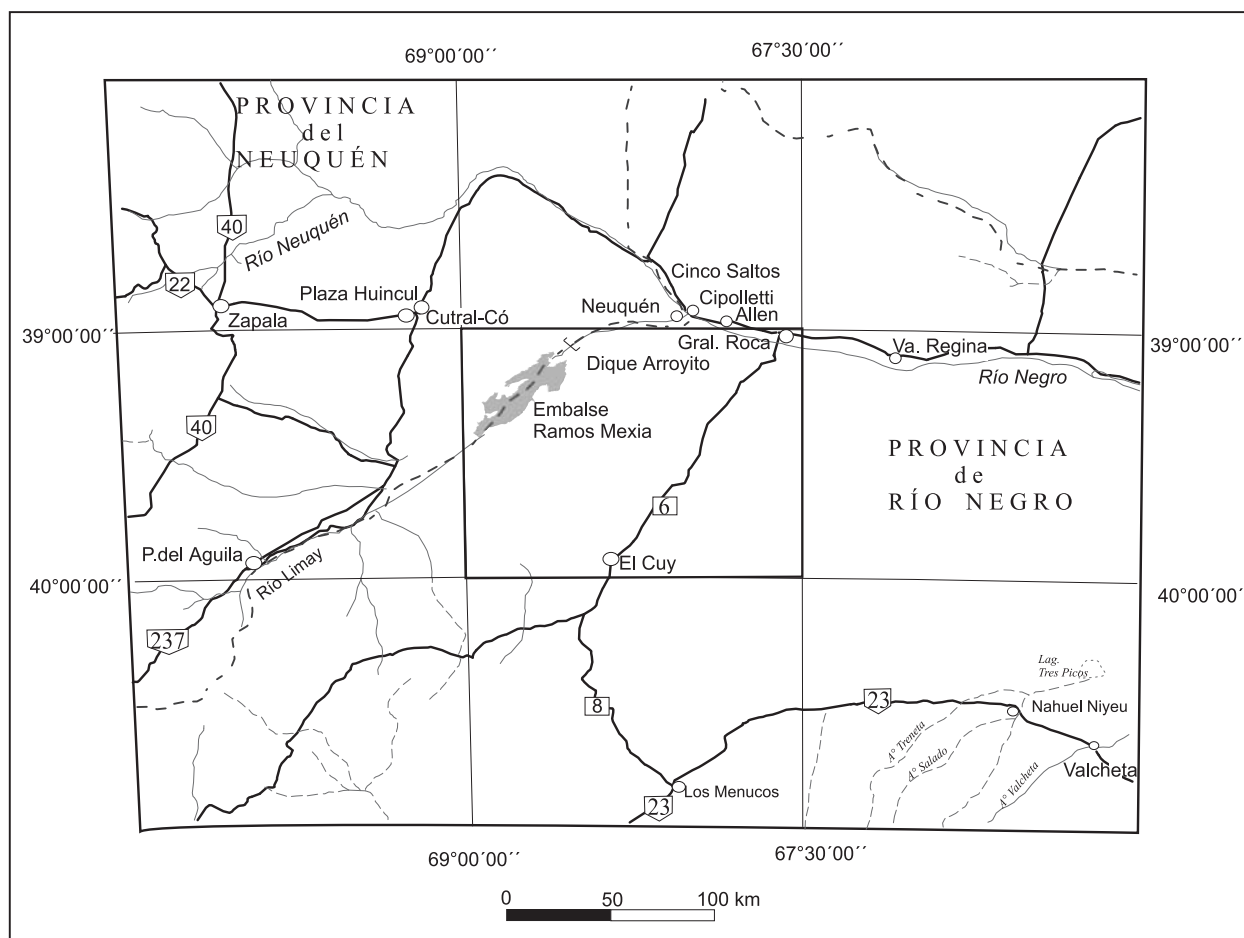 69°00´00´´
67°30´00´´
PROVINCIA
del
NEUQUÉN
40
Río Neuquén
22
Cinco Saltos
Plaza Huincul
Neuquén
Cipolletti
Allen
Zapala
Cutral-Có
39°00´00´´
39°00´00´´
Gral. Roca
Va. Regina
Dique Arroyito
Río Negro
Embalse
Ramos Mexia
40
PROVINCIA
de
RÍO NEGRO
6
P.del Aguila
El Cuy
Río Limay
40°00´00´´
40°00´00´´
237
Lag.
Tres Picos
8
23
Nahuel Niyeu
A° Treneta
A° Salado
A° Valcheta
Valcheta
Los Menucos
23
69°00´00´´
67°30´00´´
0 50 100 km